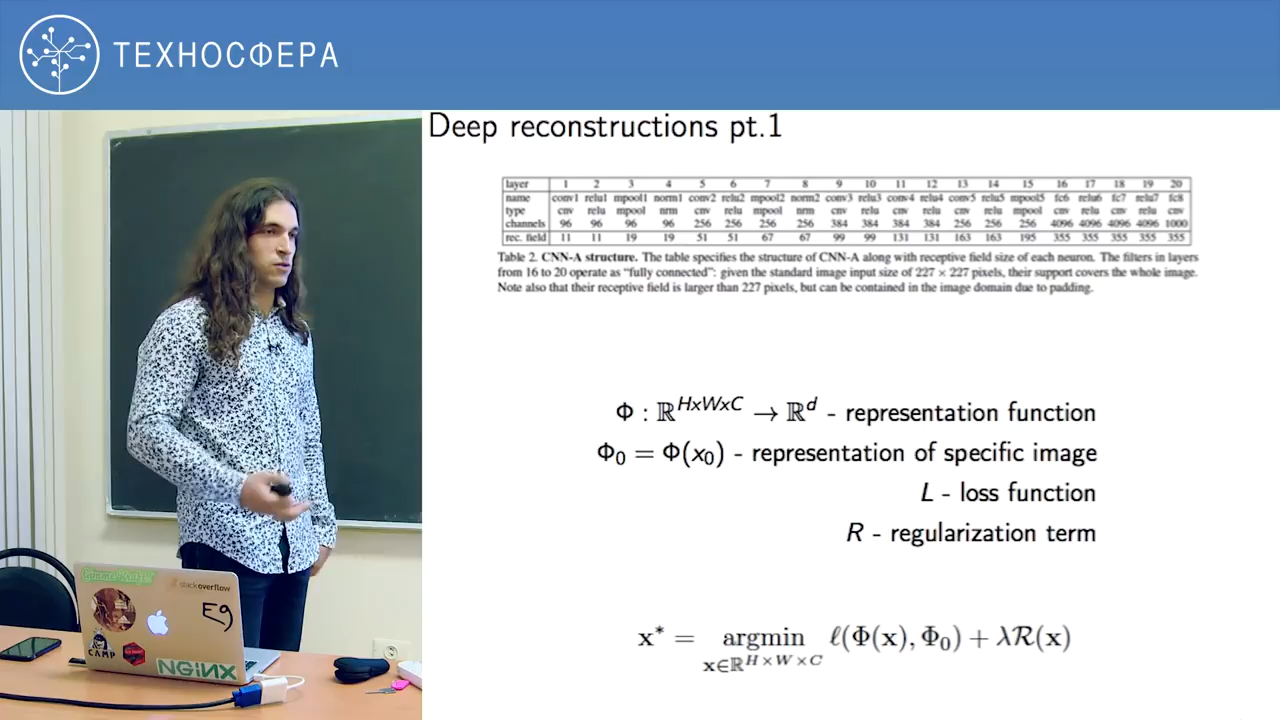 ТЕХНОСФЕРА
Deep reconstructions pt.1
layer 1 2 3 4 5 6 7 8 9 10 11 12 13 14 15 16 17 18 19 20
name conv1 relu1 mpool1 norm1 conv2 relu2 mpool2 norm2 conv3 relu3 conv4 relu4 conv5 relu5 mpool5 fc6 relu6 fc7 relu7 fc8
type cnv relu mpool nrm cnv relu mpool nrm cnv relu cnv relu cnv relu mpool cnv relu cnv relu cnv
channels 96 96 96 96 256 256 256 256 384 384 384 384 256 256 256 4096 4096 4096 4096 1000
rec. field 11 11 19 19 51 51 67 67 99 99 131 131 163 163 195 355 355 355 355 355
Table 2. CNN-A structure. The table specifies the structure of CNN-A along with receptive field size of each neuron. The filters in layers
from 16 to 20 operate as “fully connected”: given the standard image input size of 227 × 227 pixels, their support covers the whole image.
Note also that their receptive field is larger than 227 pixels, but can be contained in the image domain due to padding.
Φ : ℝ^{HxWxC} → ℝ^d - representation function
Φ₀ = Φ(x₀) - representation of specific image
L - loss function
R - regularization term
x* = argmin ℓ(Φ(x), Φ₀) + λR(x)
x∈ℝ^{H×W×C}
stackoverflow
E9
CAMP
NGINX